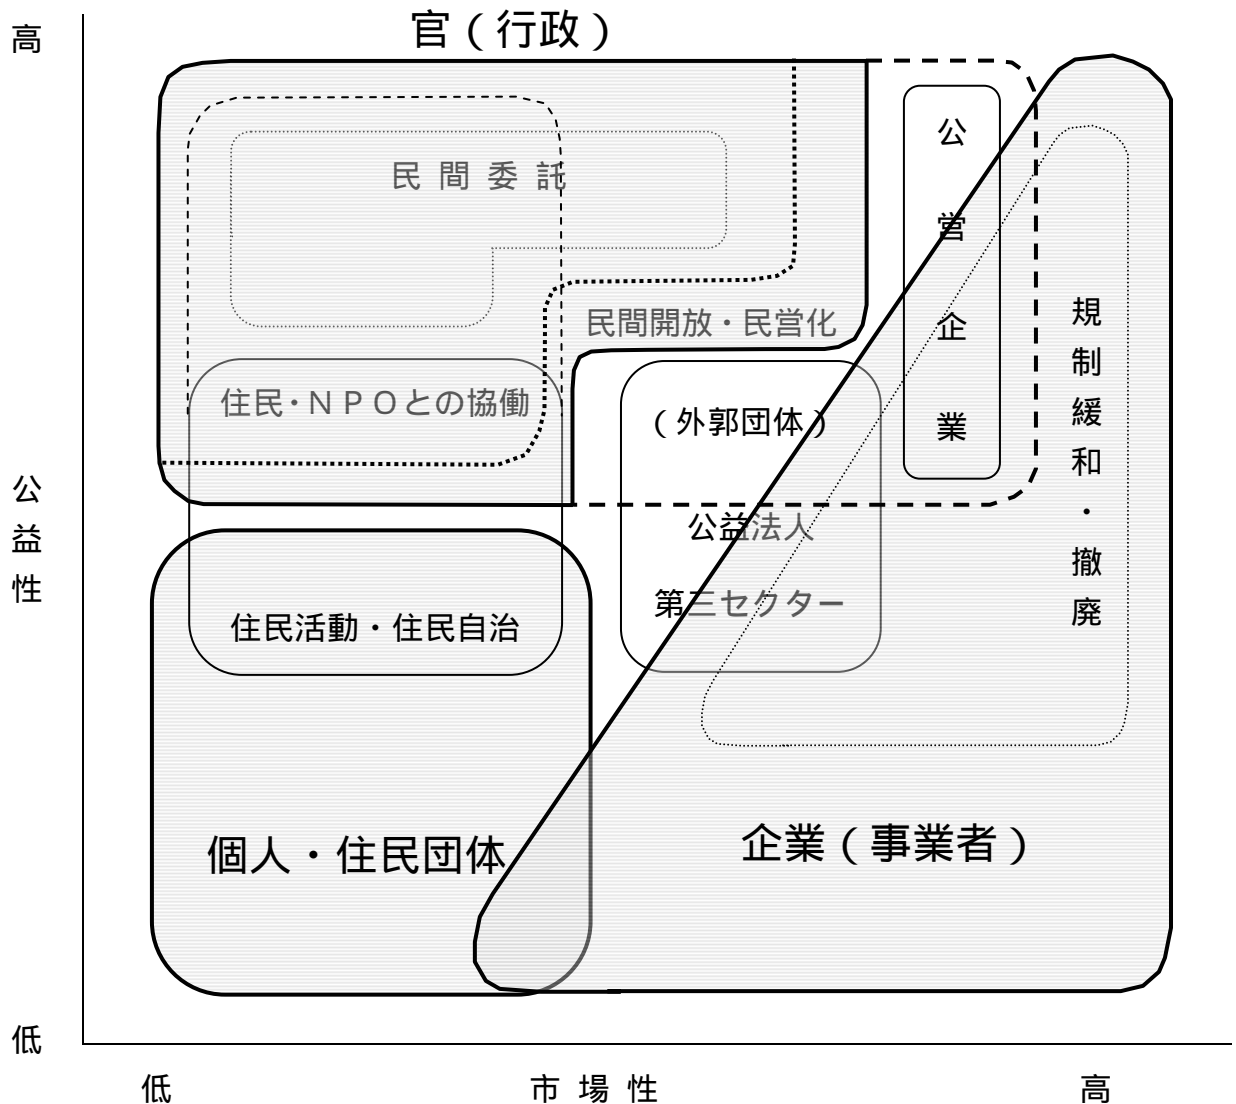 官（行政）
高
公営企業
民間委託
民間開放・民営化
規制緩和・撤廃
住民・ＮＰＯとの協働
（外郭団体）
公益性
公益法人
第三セクター
住民活動・住民自治
個人・住民団体
企業（事業者）
低
低
市場性
高